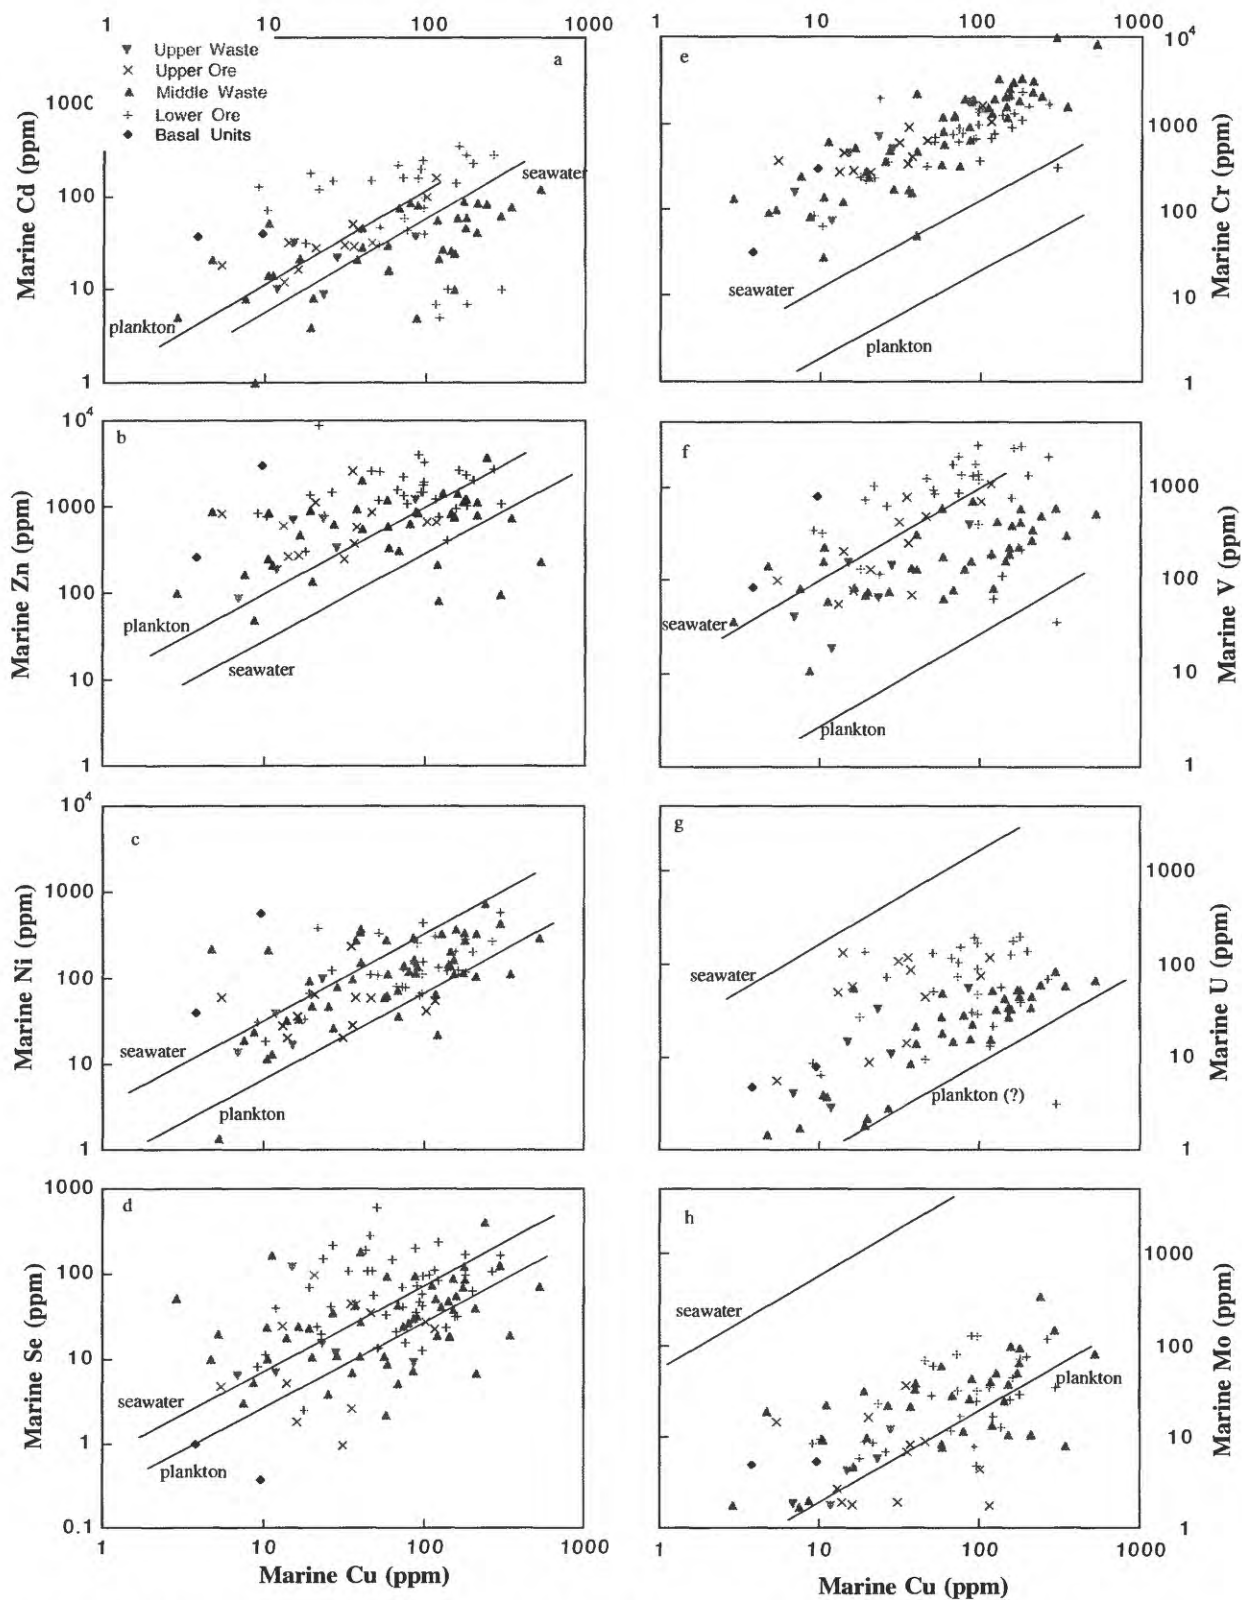 1 10 100 1000
1 10 100 1000
Upper Waste
Upper Ore
Middle Waste
Lower Ore
Basal Units
a
1000
100
10
1
Marine Cd (ppm)
seawater
plankton
e
10^4
1000
100
10
1
Marine Cr (ppm)
seawater
plankton
b
10^4
1000
100
10
1
Marine Zn (ppm)
plankton
seawater
f
1000
100
10
1
Marine V (ppm)
seawater
plankton
c
10^4
1000
100
10
1
Marine Ni (ppm)
seawater
plankton
g
1000
100
10
1
Marine U (ppm)
seawater
plankton (?)
d
1000
100
10
1
0.1
Marine Se (ppm)
seawater
plankton
h
1000
100
10
1
Marine Mo (ppm)
seawater
plankton
1 10 100 1000
Marine Cu (ppm)
1 10 100 1000
Marine Cu (ppm)